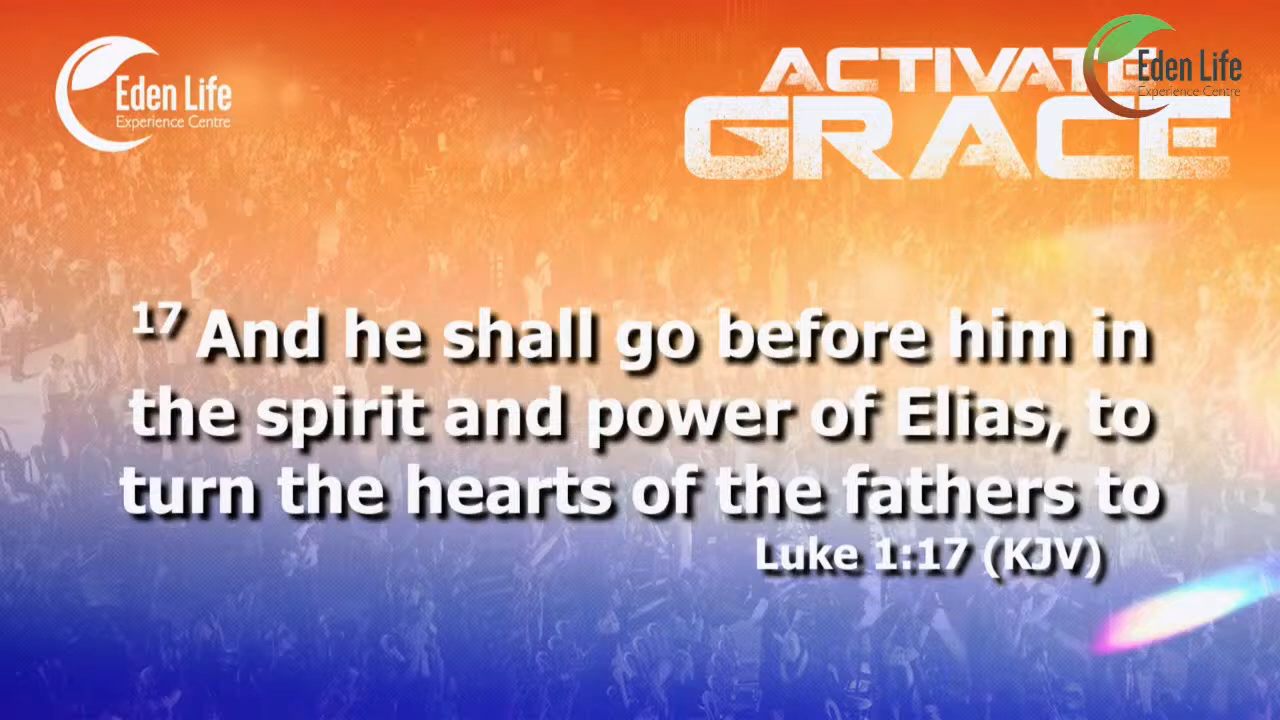 Eden Life
Experience Centre
ACTIVATE
GRACE
Eden Life
Experience Centre
17 And he shall go before him in
the spirit and power of Elias, to
turn the hearts of the fathers to
Luke 1:17 (KJV)